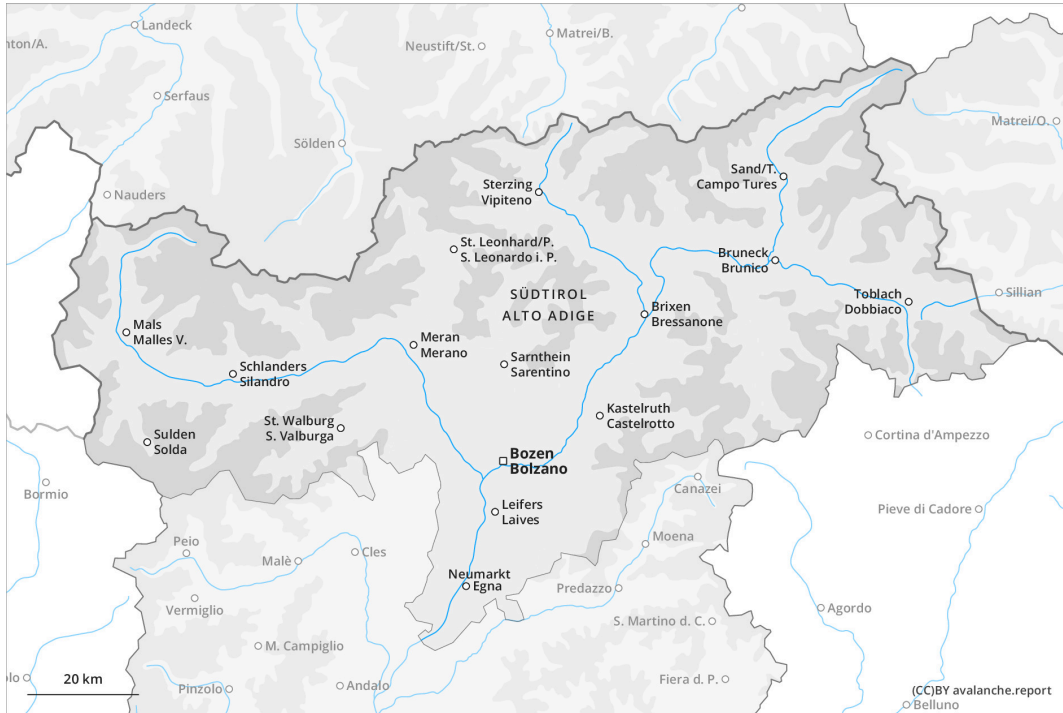 Landeck
nton/A.
Neustift/St.
Matrei/B.
Serfaus
Matrei/O.
Sölden
Sand/T.
Campo Tures
Sterzing
Vipiteno
Nauders
St. Leonhard/P.
S. Leonardo i. P.
Bruneck
Brunico
SÜDTIROL
ALTO ADIGE
Toblach
Dobbiaco
Sillian
Brixen
Bressanone
Mals
Malles V.
Meran
Merano
Sarnthein
Sarentino
Schlanders
Silandro
Kastelruth
Castelrotto
St. Walburg
S. Valburga
Sulden
Solda
Cortina d'Ampezzo
Bozen
Bolzano
Bormio
Canazei
Leifers
Laives
Pieve di Cadore
Moena
Peio
Cles
Malè
Neumarkt
Egna
Predazzo
Vermiglio
Agordo
S. Martino d. C.
M. Campiglio
olo
20 km
Pinzolo
Andalo
Fiera d. P.
(CC)BY avalanche.report
Belluno